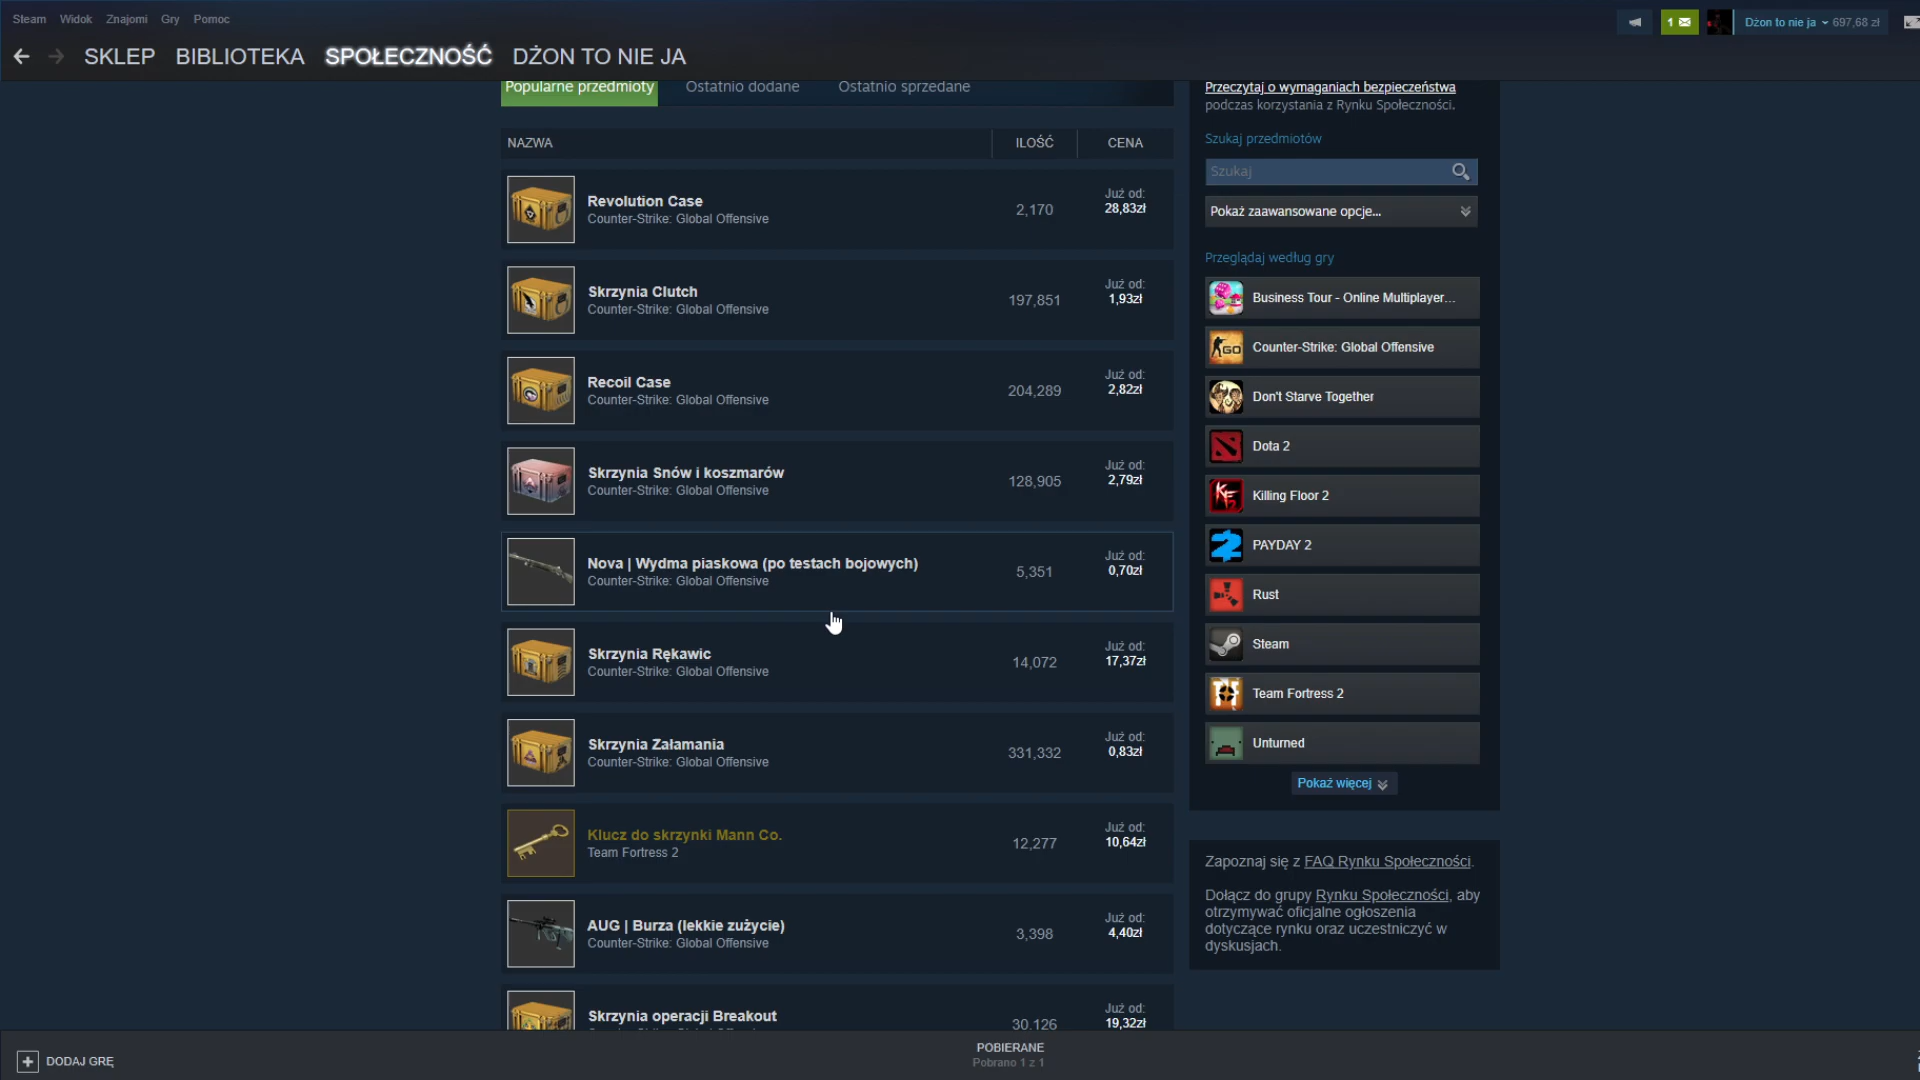 Steam Widok Znajomi Gry Pomoc
1
Dżon to nie ja 697,68 zł
SKLEP BIBLIOTEKA SPOŁECZNOŚĆ DŻON TO NIE JA
Popularne przedmioty Ostatnio dodane Ostatnio sprzedane
NAZWA ILOŚĆ CENA
Revolution Case
Counter-Strike: Global Offensive
2,170
Już od:
28,83zł
Skrzynia Clutch
Counter-Strike: Global Offensive
197,851
Już od:
1,93zł
Recoil Case
Counter-Strike: Global Offensive
204,289
Już od:
2,82zł
Skrzynia Snów i koszmarów
Counter-Strike: Global Offensive
128,905
Już od:
2,79zł
Nova | Wydma piaskowa (po testach bojowych)
Counter-Strike: Global Offensive
5,351
Już od:
0,70zł
Skrzynia Rękawic
Counter-Strike: Global Offensive
14,072
Już od:
17,37zł
Skrzynia Załamania
Counter-Strike: Global Offensive
331,332
Już od:
0,83zł
Klucz do skrzynki Mann Co.
Team Fortress 2
12,277
Już od:
10,64zł
AUG | Burza (lekkie zużycie)
Counter-Strike: Global Offensive
3,398
Już od:
4,40zł
Skrzynia operacji Breakout
30,126
Już od:
19,32zł
Przeczytaj o wymaganiach bezpieczeństwa
podczas korzystania z Rynku Społeczności.
Szukaj przedmiotów
Szukaj
Pokaż zaawansowane opcje...
Przeglądaj według gry
Business Tour - Online Multiplayer...
Counter-Strike: Global Offensive
Don't Starve Together
Dota 2
Killing Floor 2
PAYDAY 2
Rust
Steam
Team Fortress 2
Unturned
Pokaż więcej
Zapoznaj się z FAQ Rynku Społeczności.
Dołącz do grupy Rynku Społeczności, aby
otrzymywać oficjalne ogłoszenia
dotyczące rynku oraz uczestniczyć w
dyskusjach.
DODAJ GRĘ
POBIERANE
Pobrano 1 z 1